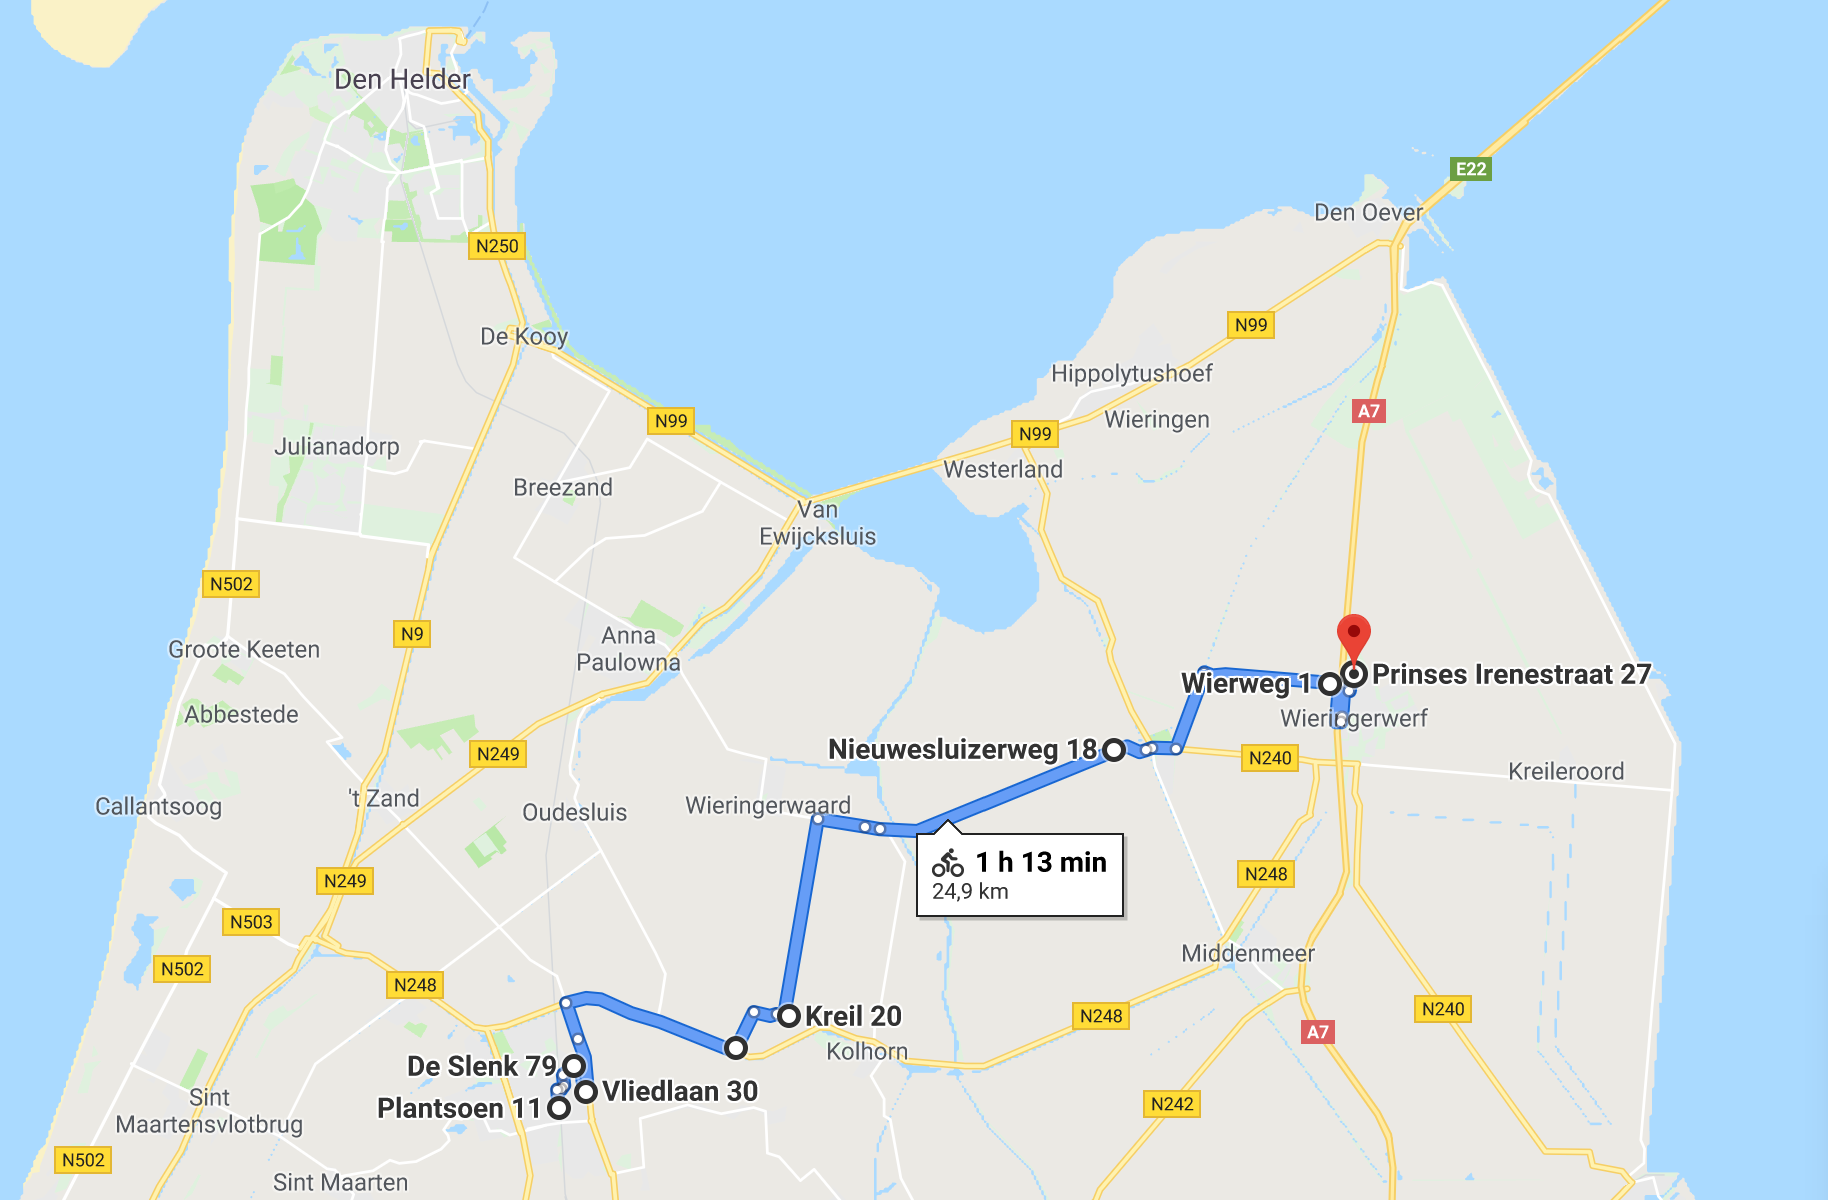 Den Helder
E22
Den Oever
N250
N99
De Kooy
Hippolytushoef
A7
N99
Wieringen
N99
Julianadorp
Westerland
Breezand
Van
Ewijcksluis
N502
N9
Anna
Paulowna
Groote Keeten
Prinses Irenestraat 27
Wierweg 1
Abbestede
Wieringerwerf
Nieuwesluizerweg 18
N249
N240
Kreileroord
't Zand
Callantsoog
Oudesluis
Wieringerwaard
1 h 13 min
24,9 km
N249
N248
N503
Middenmeer
N502
N248
N240
Kreil 20
N248
A7
Kolhorn
De Slenk 79
Vliedlaan 30
Plantsoen 11
N242
Sint
Maartensvlotbrug
N502
Sint Maarten